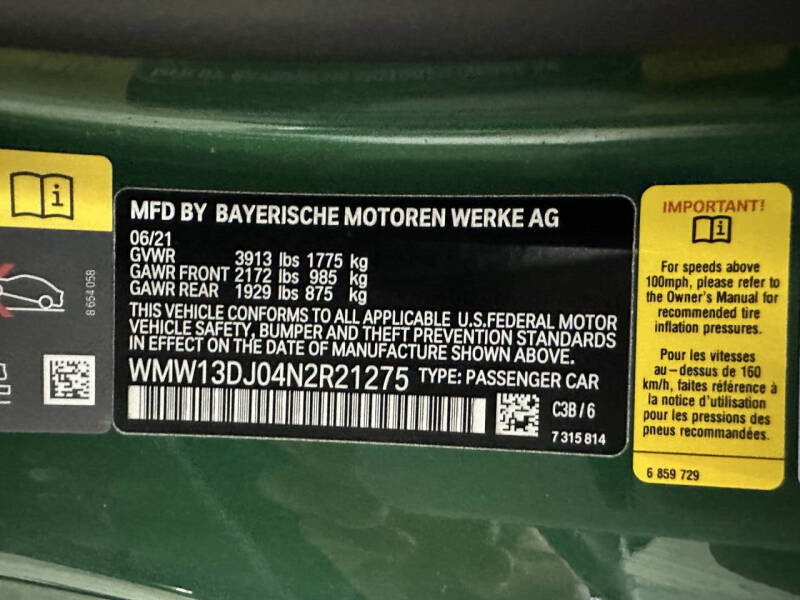 MFD BY BAYERISCHE MOTOREN WERKE AG
06/21
GVWR 3913 lbs 1775 kg
GAWR FRONT 2172 lbs 985 kg
GAWR REAR 1929 lbs 875 kg
THIS VEHICLE CONFORMS TO ALL APPLICABLE U.S.FEDERAL MOTOR
VEHICLE SAFETY, BUMPER AND THEFT PREVENTION STANDARDS
IN EFFECT ON THE DATE OF MANUFACTURE SHOWN ABOVE.
WMW13DJ04N2R21275 TYPE: PASSENGER CAR
C3B/6
7 315 814
8 654 058
IMPORTANT!
For speeds above
100mph, please refer to
the Owner's Manual for
recommended tire
inflation pressures.
Pour les vitesses
au-dessus de 160
km/h, faites référence à
la notice d'utilisation
pour les pressions des
pneus recommandées.
6 859 729